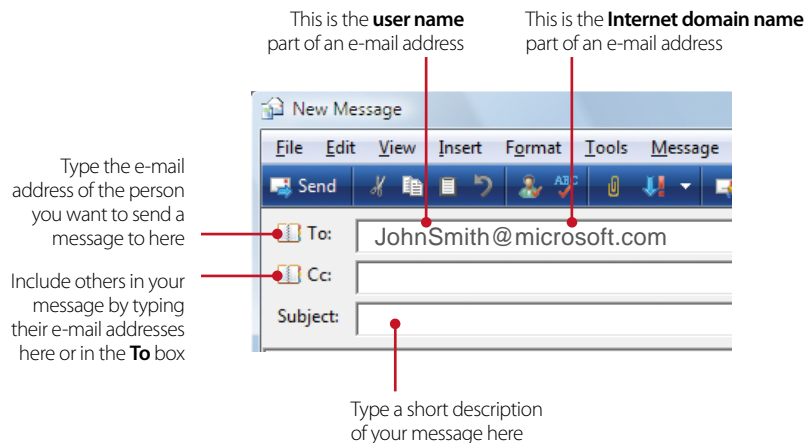 This is the user name
part of an e-mail address
This is the Internet domain name
part of an e-mail address
New Message
File Edit View Insert Format Tools Message
Send ABC
Type the e-mail
address of the person
you want to send a
message to here
To: JohnSmith@microsoft.com
Include others in your
message by typing
their e-mail addresses
here or in the To box
Cc:
Subject:
Type a short description
of your message here